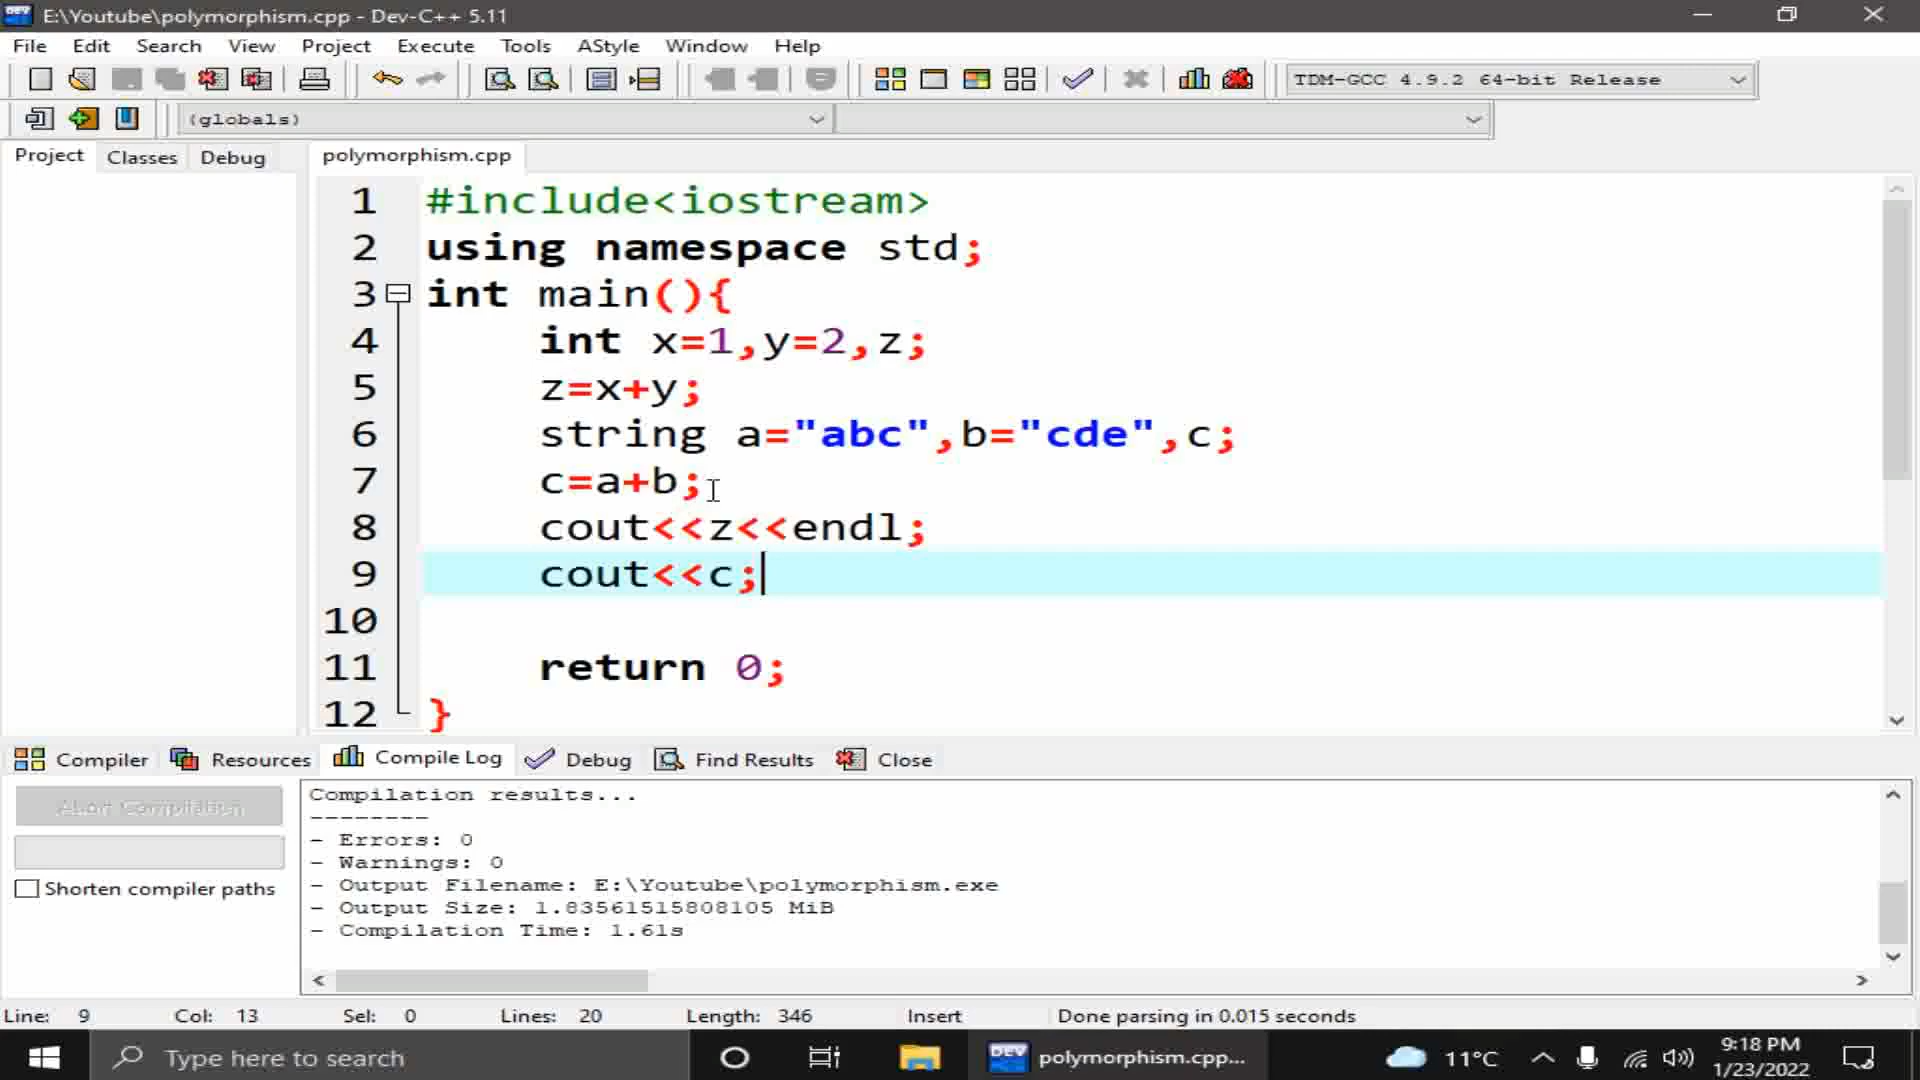 E:\Youtube\polymorphism.cpp - Dev-C++ 5.11
File Edit Search View Project Execute Tools AStyle Window Help
TDM-GCC 4.9.2 64-bit Release
(globals)
Project Classes Debug polymorphism.cpp
1 #include<iostream>
2 using namespace std;
3 int main(){
4 int x=1,y=2,z;
5 z=x+y;
6 string a="abc",b="cde",c;
7 c=a+b;
8 cout<<z<<endl;
9 cout<<c;
10
11 return 0;
12 }
Compiler Resources Compile Log Debug Find Results Close
Abort Compilation
Shorten compiler paths
Compilation results...
--------
- Errors: 0
- Warnings: 0
- Output Filename: E:\Youtube\polymorphism.exe
- Output Size: 1.83561515808105 MiB
- Compilation Time: 1.61s
Line: 9 Col: 13 Sel: 0 Lines: 20 Length: 346 Insert Done parsing in 0.015 seconds
Type here to search
DEV
polymorphism.cpp...
11°C
9:18 PM
1/23/2022